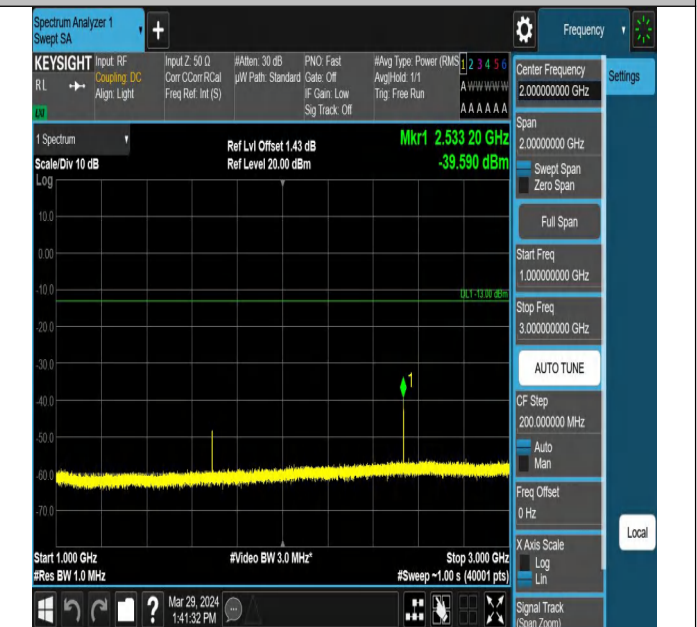 Spectrum Analyzer 1
Swept SA
+
Frequency
KEYSIGHT
RL
Input: RF
Coupling: DC
Align: Light
Input Z: 50 Ω
Corr CCorr RCal
Freq Ref: Int (S)
#Atten: 30 dB
µW Path: Standard
PNO: Fast
Gate: Off
IF Gain: Low
Sig Track: Off
#Avg Type: Power (RMS
Avg|Hold: 1/1
Trig: Free Run
1 2 3 4 5 6
A W W W W W
A A A A A A
1 Spectrum
Scale/Div 10 dB
Log
Ref Lvl Offset 1.43 dB
Ref Level 20.00 dBm
Mkr1 2.533 20 GHz
-39.590 dBm
10.0
0.00
-10.0
DL1 -13.00 dBm
-20.0
-30.0
1
-40.0
-50.0
-60.0
-70.0
Start 1.000 GHz
#Res BW 1.0 MHz
#Video BW 3.0 MHz*
Stop 3.000 GHz
#Sweep ~1.00 s (40001 pts)
?
Mar 29, 2024
1:41:32 PM
Center Frequency
2.000000000 GHz
Settings
Span
2.00000000 GHz
Swept Span
Zero Span
Full Span
Start Freq
1.000000000 GHz
Stop Freq
3.000000000 GHz
AUTO TUNE
CF Step
200.000000 MHz
Auto
Man
Freq Offset
0 Hz
Local
X Axis Scale
Log
Lin
Signal Track
(Span Zoom)